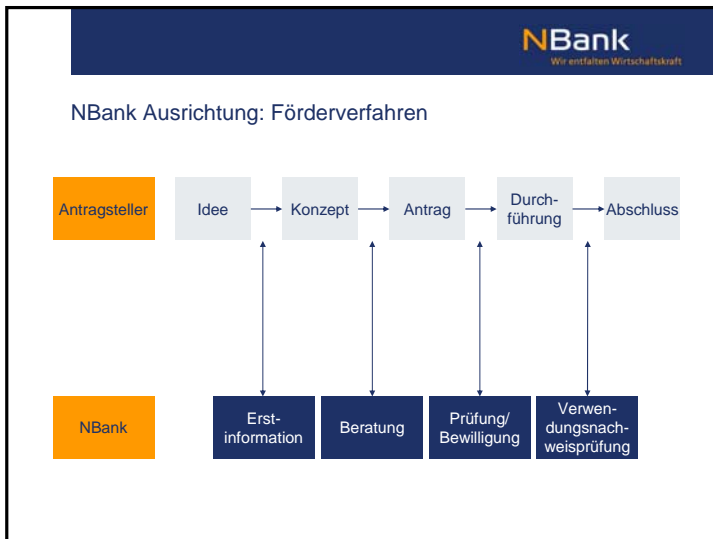 NBank
Wir entfalten Wirtschaftskraft
NBank Ausrichtung: Förderverfahren
Antragsteller
Idee
Konzept
Antrag
Durch-
führung
Abschluss
NBank
Erst-
information
Beratung
Prüfung/
Bewilligung
Verwen-
dungsnach-
weisprüfung